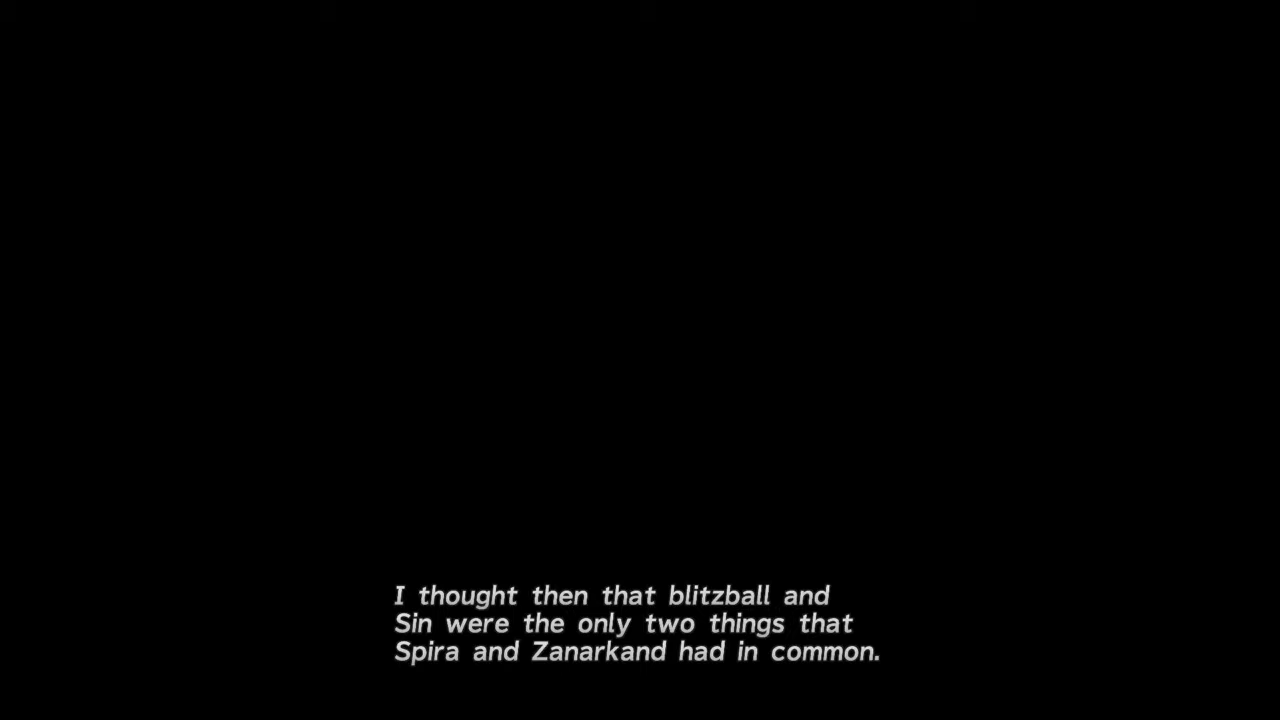 I thought then that blitzball and
Sin were the only two things that
Spira and Zanarkand had in common.